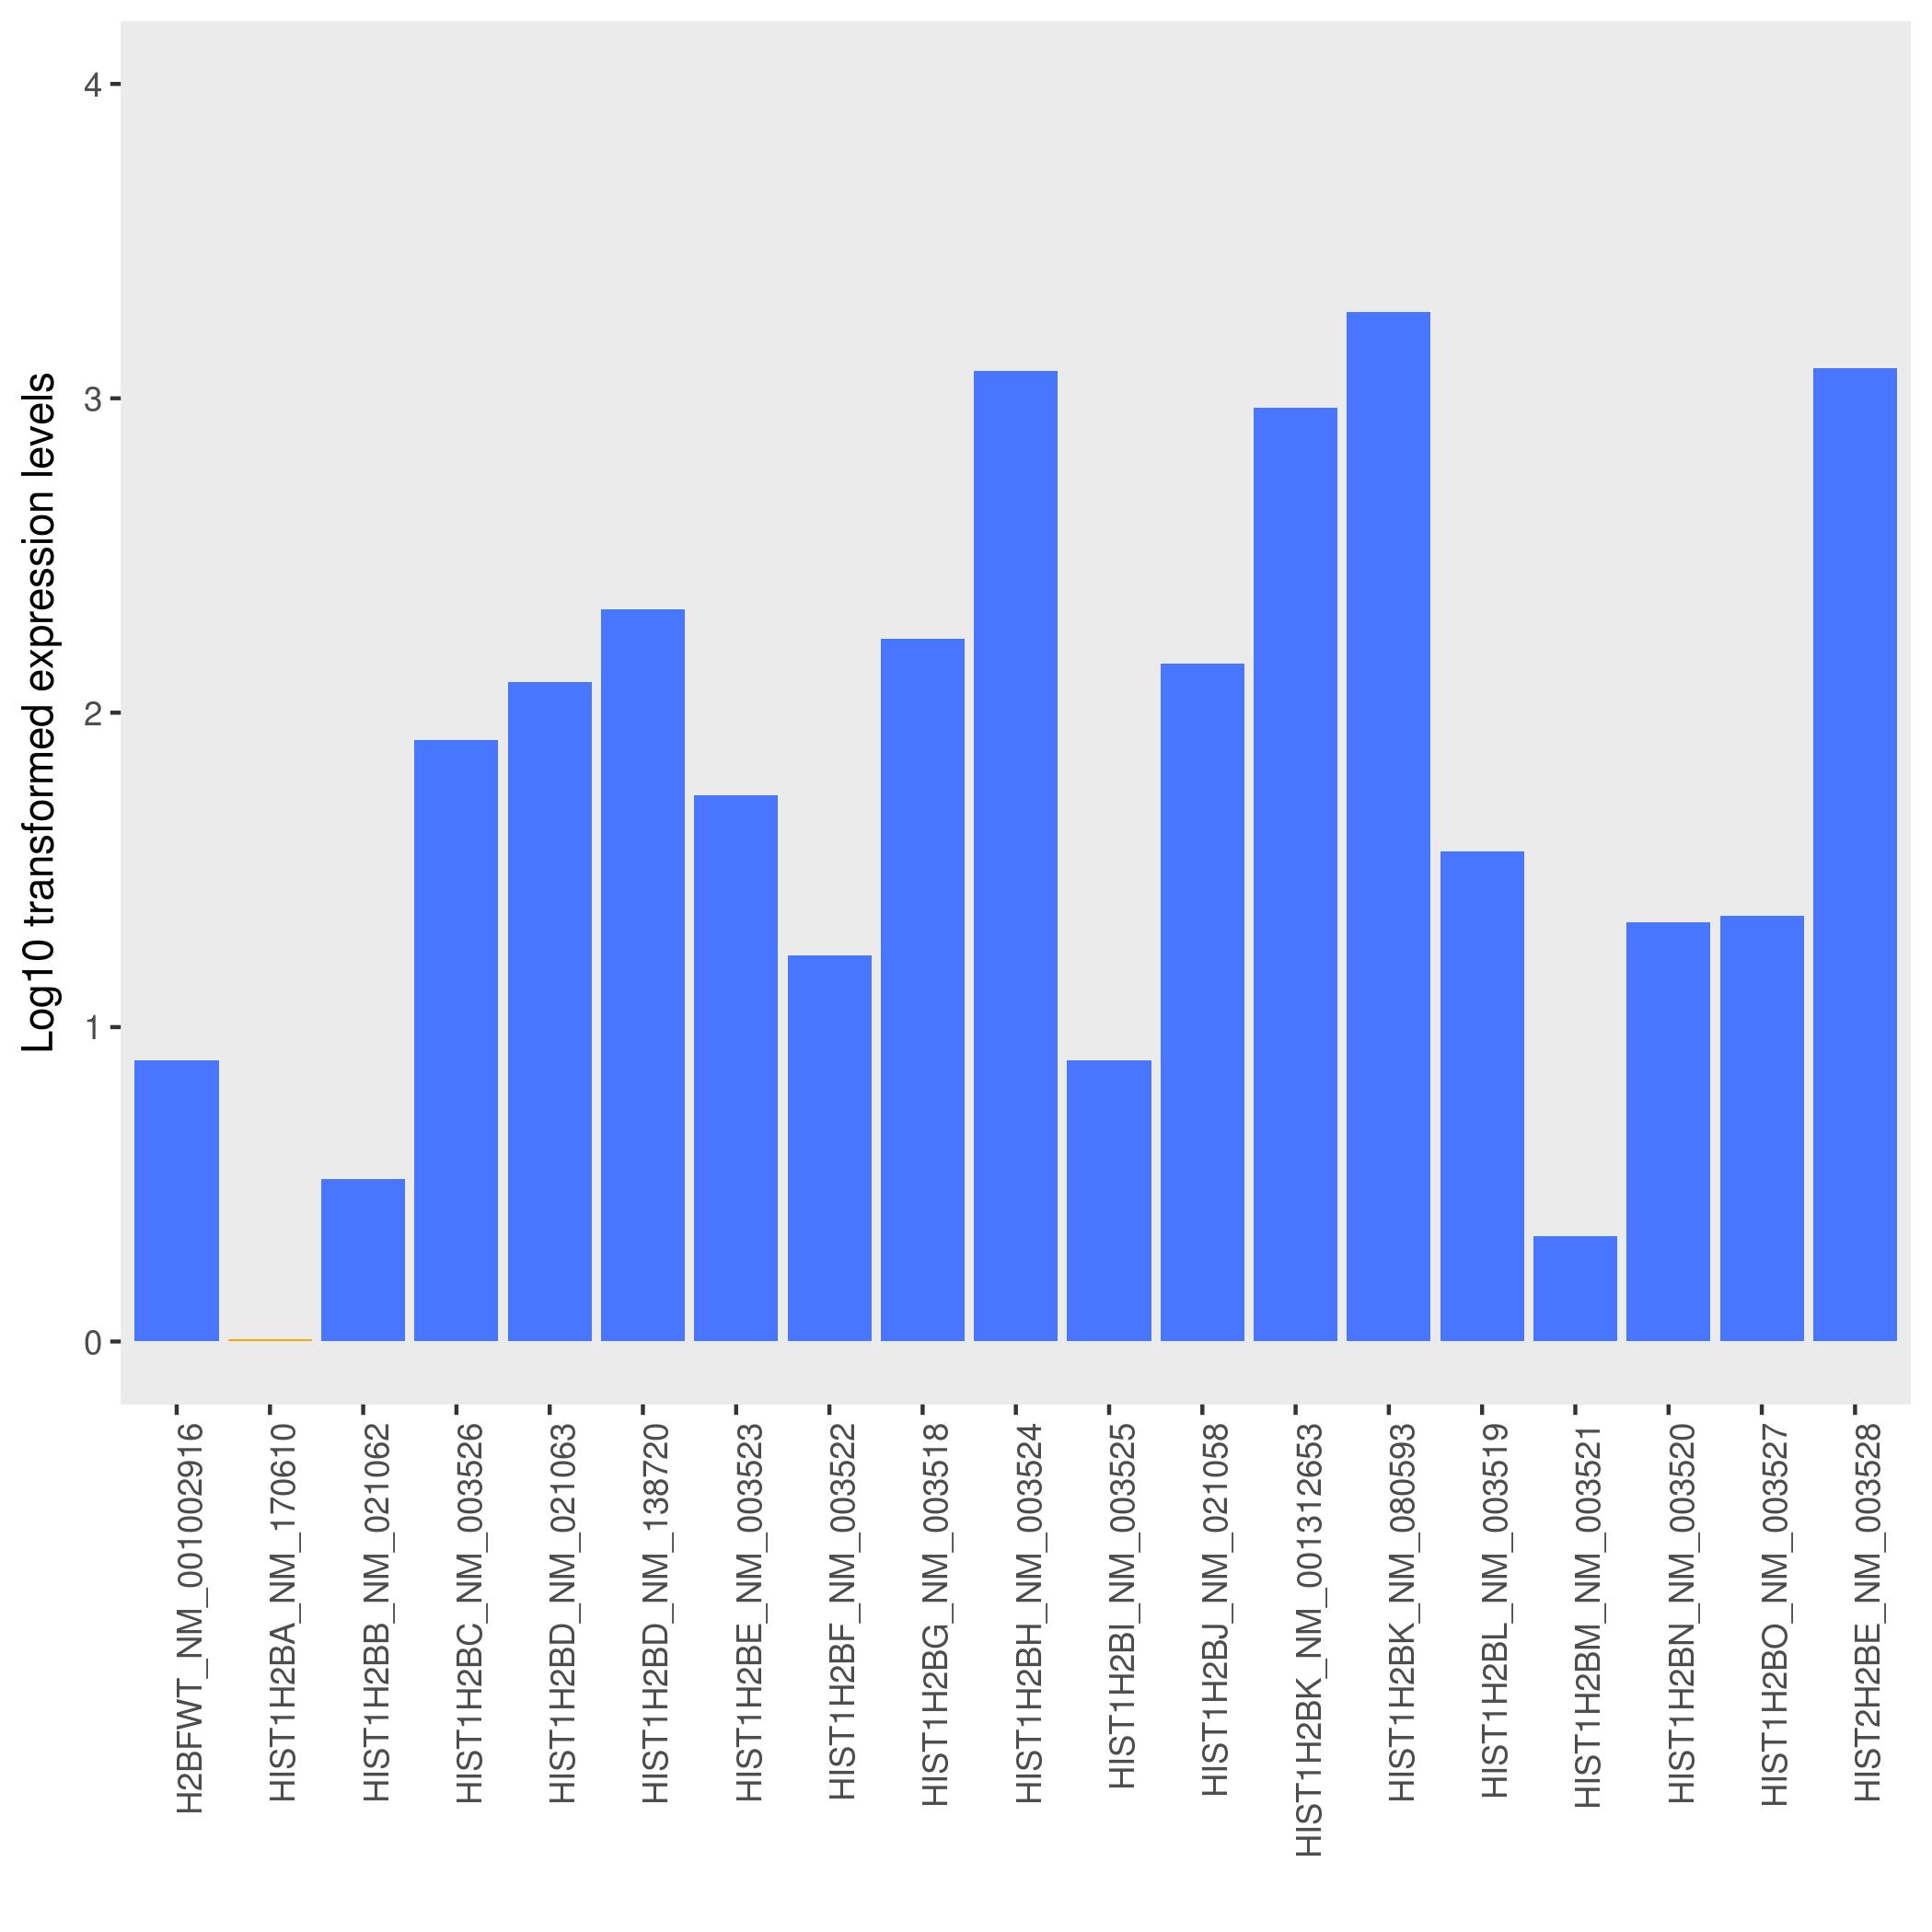 Log10 transformed expression levels
4
3
2
1
0
H2BFWT_NM_001002916
HIST1H2BA_NM_170610
HIST1H2BB_NM_021062
HIST1H2BC_NM_003526
HIST1H2BD_NM_021063
HIST1H2BD_NM_138720
HIST1H2BE_NM_003523
HIST1H2BF_NM_003522
HIST1H2BG_NM_003518
HIST1H2BH_NM_003524
HIST1H2BI_NM_003525
HIST1H2BJ_NM_021058
HIST1H2BK_NM_001312653
HIST1H2BK_NM_080593
HIST1H2BL_NM_003519
HIST1H2BM_NM_003521
HIST1H2BN_NM_003520
HIST1H2BO_NM_003527
HIST2H2BE_NM_003528